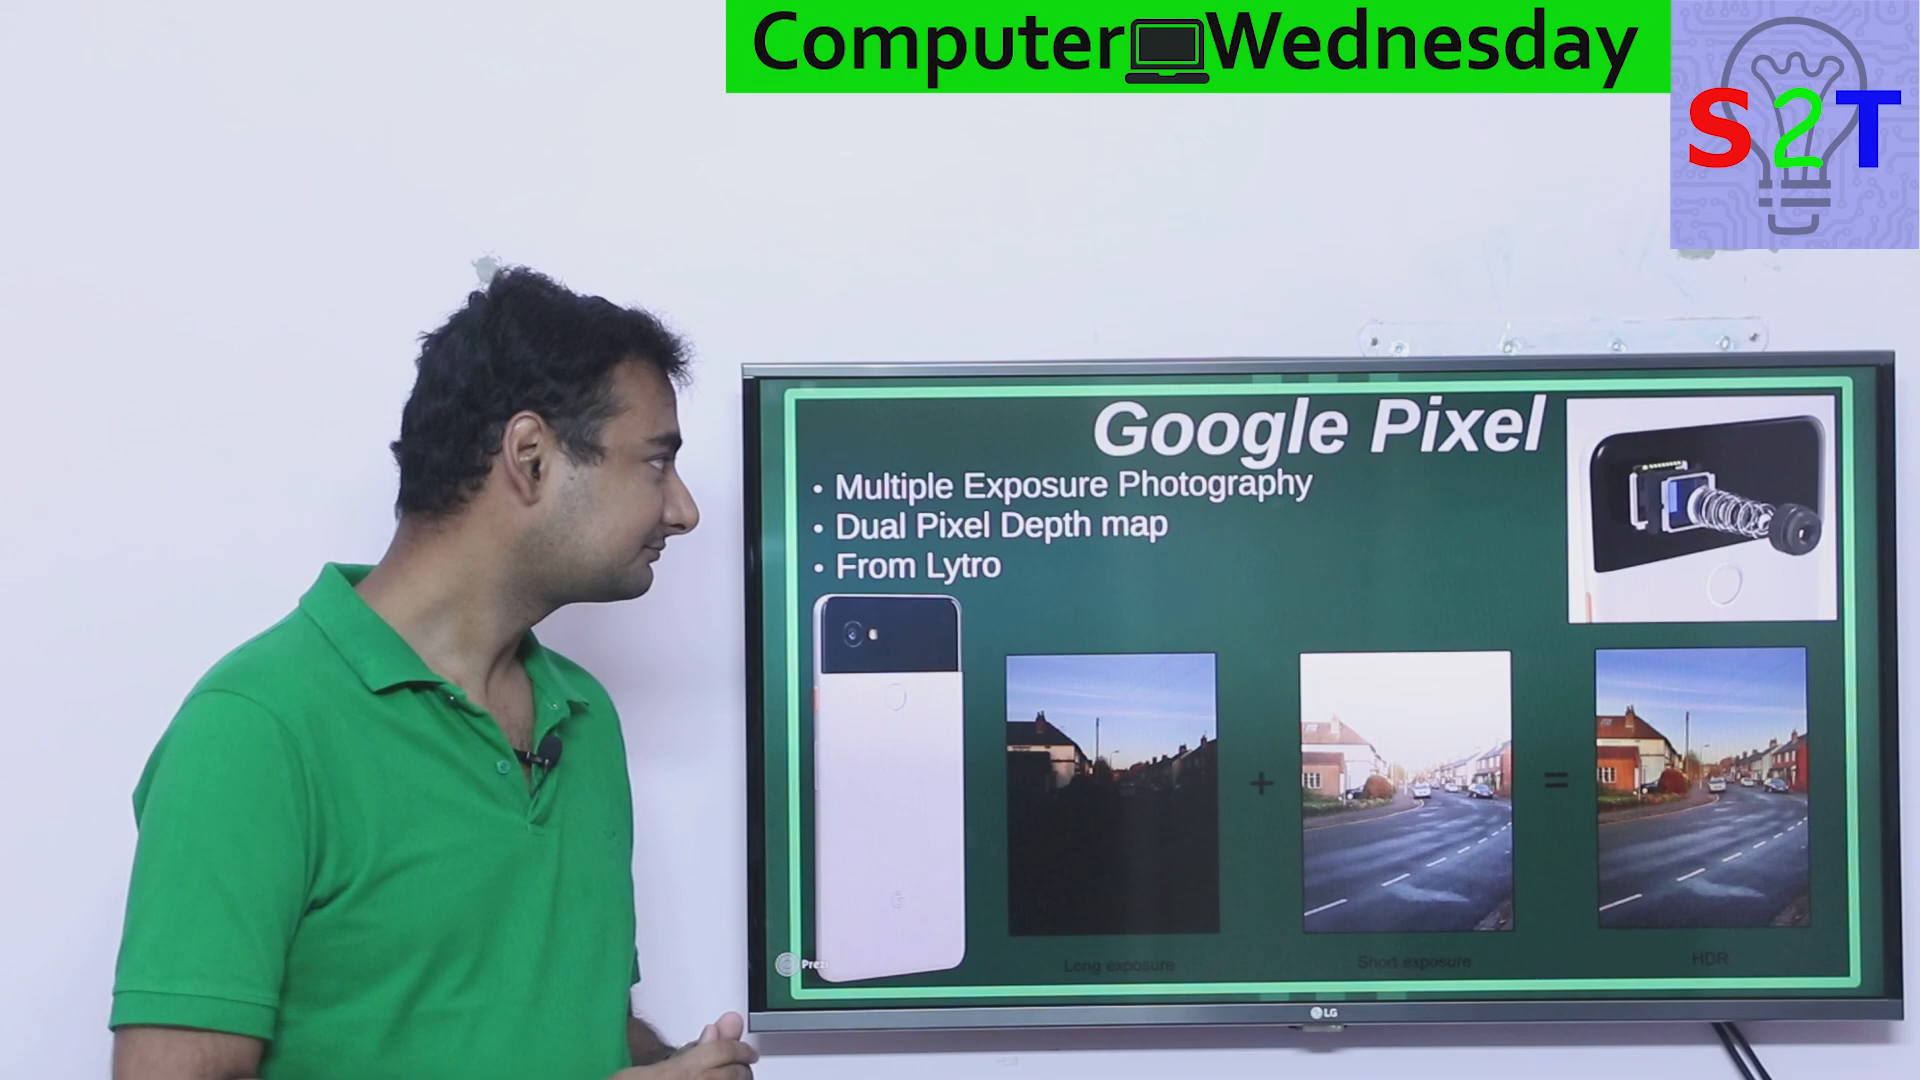 Computer Wednesday
S2T
Google Pixel
• Multiple Exposure Photography
• Dual Pixel Depth map
• From Lytro
+
=
Long exposure
Short exposure
HDR
Prezi
LG